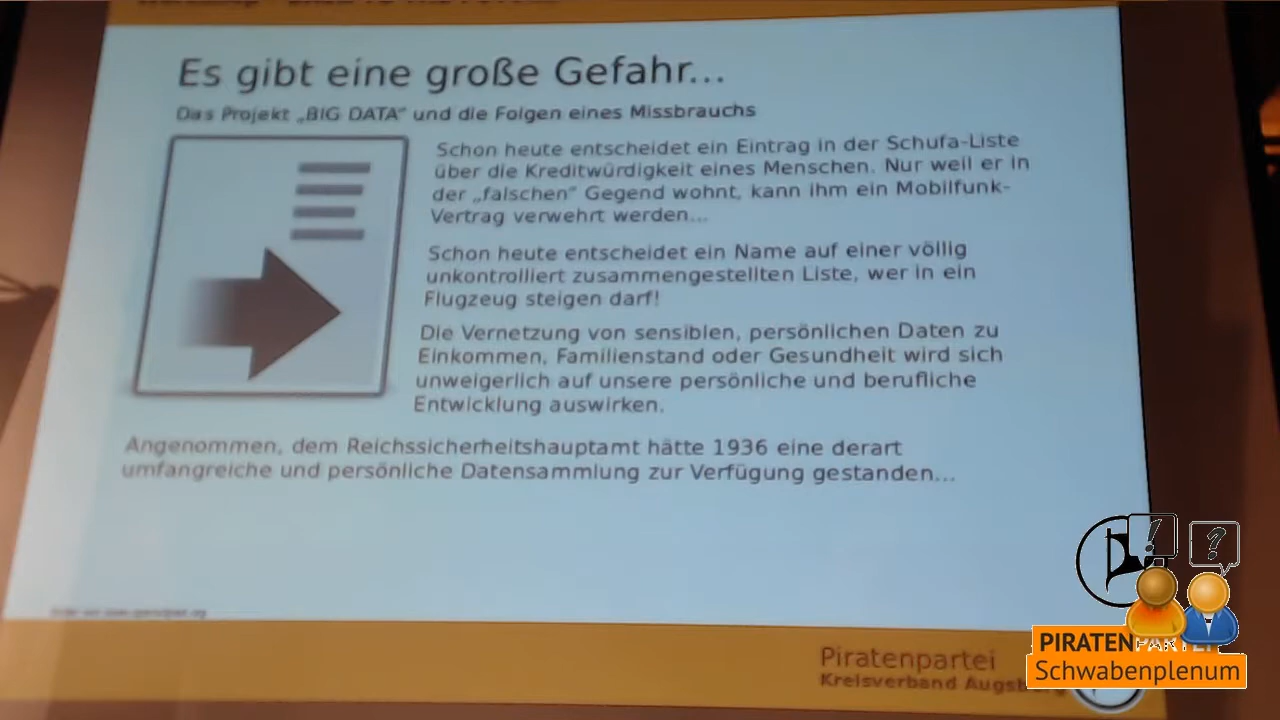 Es gibt eine große Gefahr...
Das Projekt „BIG DATA“ und die Folgen eines Missbrauchs
Schon heute entscheidet ein Eintrag in der Schufa-Liste
über die Kreditwürdigkeit eines Menschen. Nur weil er in
der „falschen“ Gegend wohnt, kann ihm ein Mobilfunk-
Vertrag verwehrt werden...
Schon heute entscheidet ein Name auf einer völlig
unkontrolliert zusammengestellten Liste, wer in ein
Flugzeug steigen darf!
Die Vernetzung von sensiblen, persönlichen Daten zu
Einkommen, Familienstand oder Gesundheit wird sich
unweigerlich auf unsere persönliche und berufliche
Entwicklung auswirken.
Angenommen, dem Reichssicherheitshauptamt hätte 1936 eine derart
umfangreiche und persönliche Datensammlung zur Verfügung gestanden...
! ?
Piratenpartei
Kreisverband Augsburg
PIRATENPARTEI
Schwabenplenum